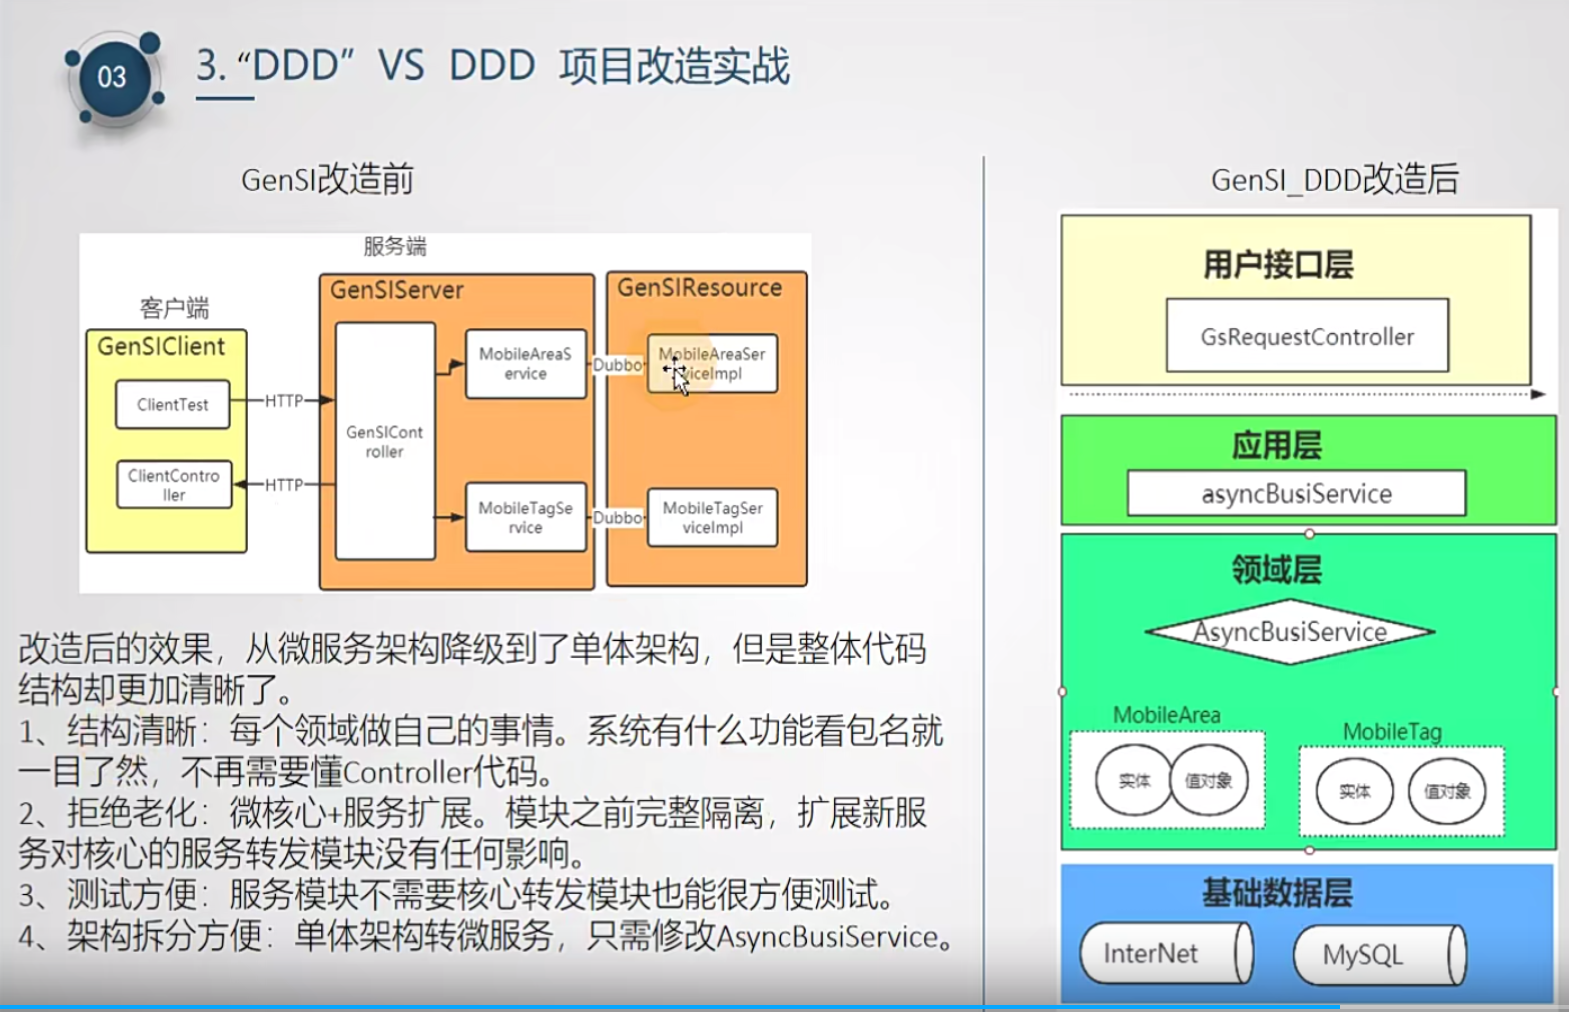 03
3. “DDD” VS DDD 项目改造实战
GenSI改造前
服务端
客户端
GenSIClient
ClientTest
ClientContro
ller
HTTP
HTTP
GenSIServer
GenSICont
roller
MobileAreaS
ervice
MobileTagSe
rvice
Dubbo
Dubbo
GenSIResource
MobileAreaSer
viceImpl
MobileTagSer
viceImpl
改造后的效果，从微服务架构降级到了单体架构，但是整体代码
结构却更加清晰了。
1、结构清晰：每个领域做自己的事情。系统有什么功能看包名就
一目了然，不再需要懂Controller代码。
2、拒绝老化：微核心+服务扩展。模块之前完整隔离，扩展新服
务对核心的服务转发模块没有任何影响。
3、测试方便：服务模块不需要核心转发模块也能很方便测试。
4、架构拆分方便：单体架构转微服务，只需修改AsyncBusiService。
GenSI_DDD改造后
用户接口层
GsRequestController
应用层
asyncBusiService
领域层
AsyncBusiService
MobileArea
实体
值对象
MobileTag
实体
值对象
基础数据层
InterNet
MySQL